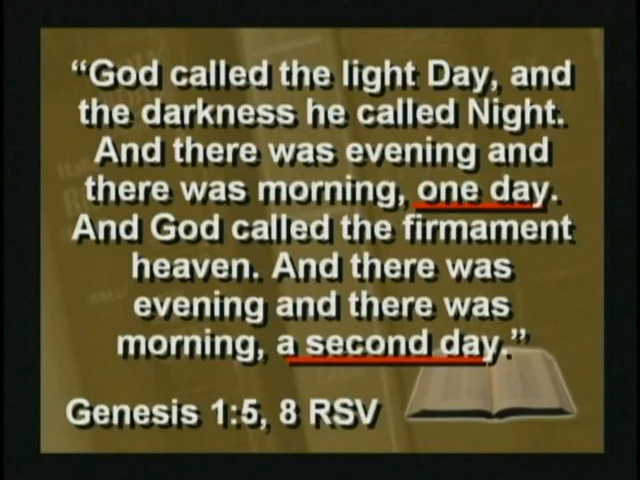 “God called the light Day, and
the darkness he called Night.
And there was evening and
there was morning, one day.
And God called the firmament
heaven. And there was
evening and there was
morning, a second day.”
Genesis 1:5, 8 RSV